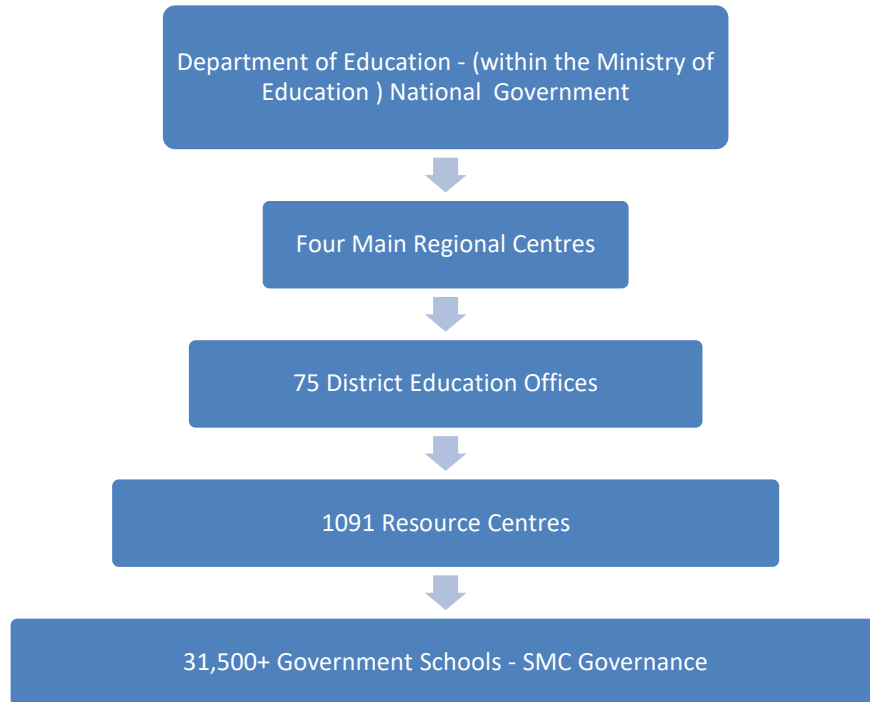 Department of Education - (within the Ministry of
Education ) National  Government
Four Main Regional Centres
75 District Education Offices
1091 Resource Centres
31,500+ Government Schools - SMC Governance